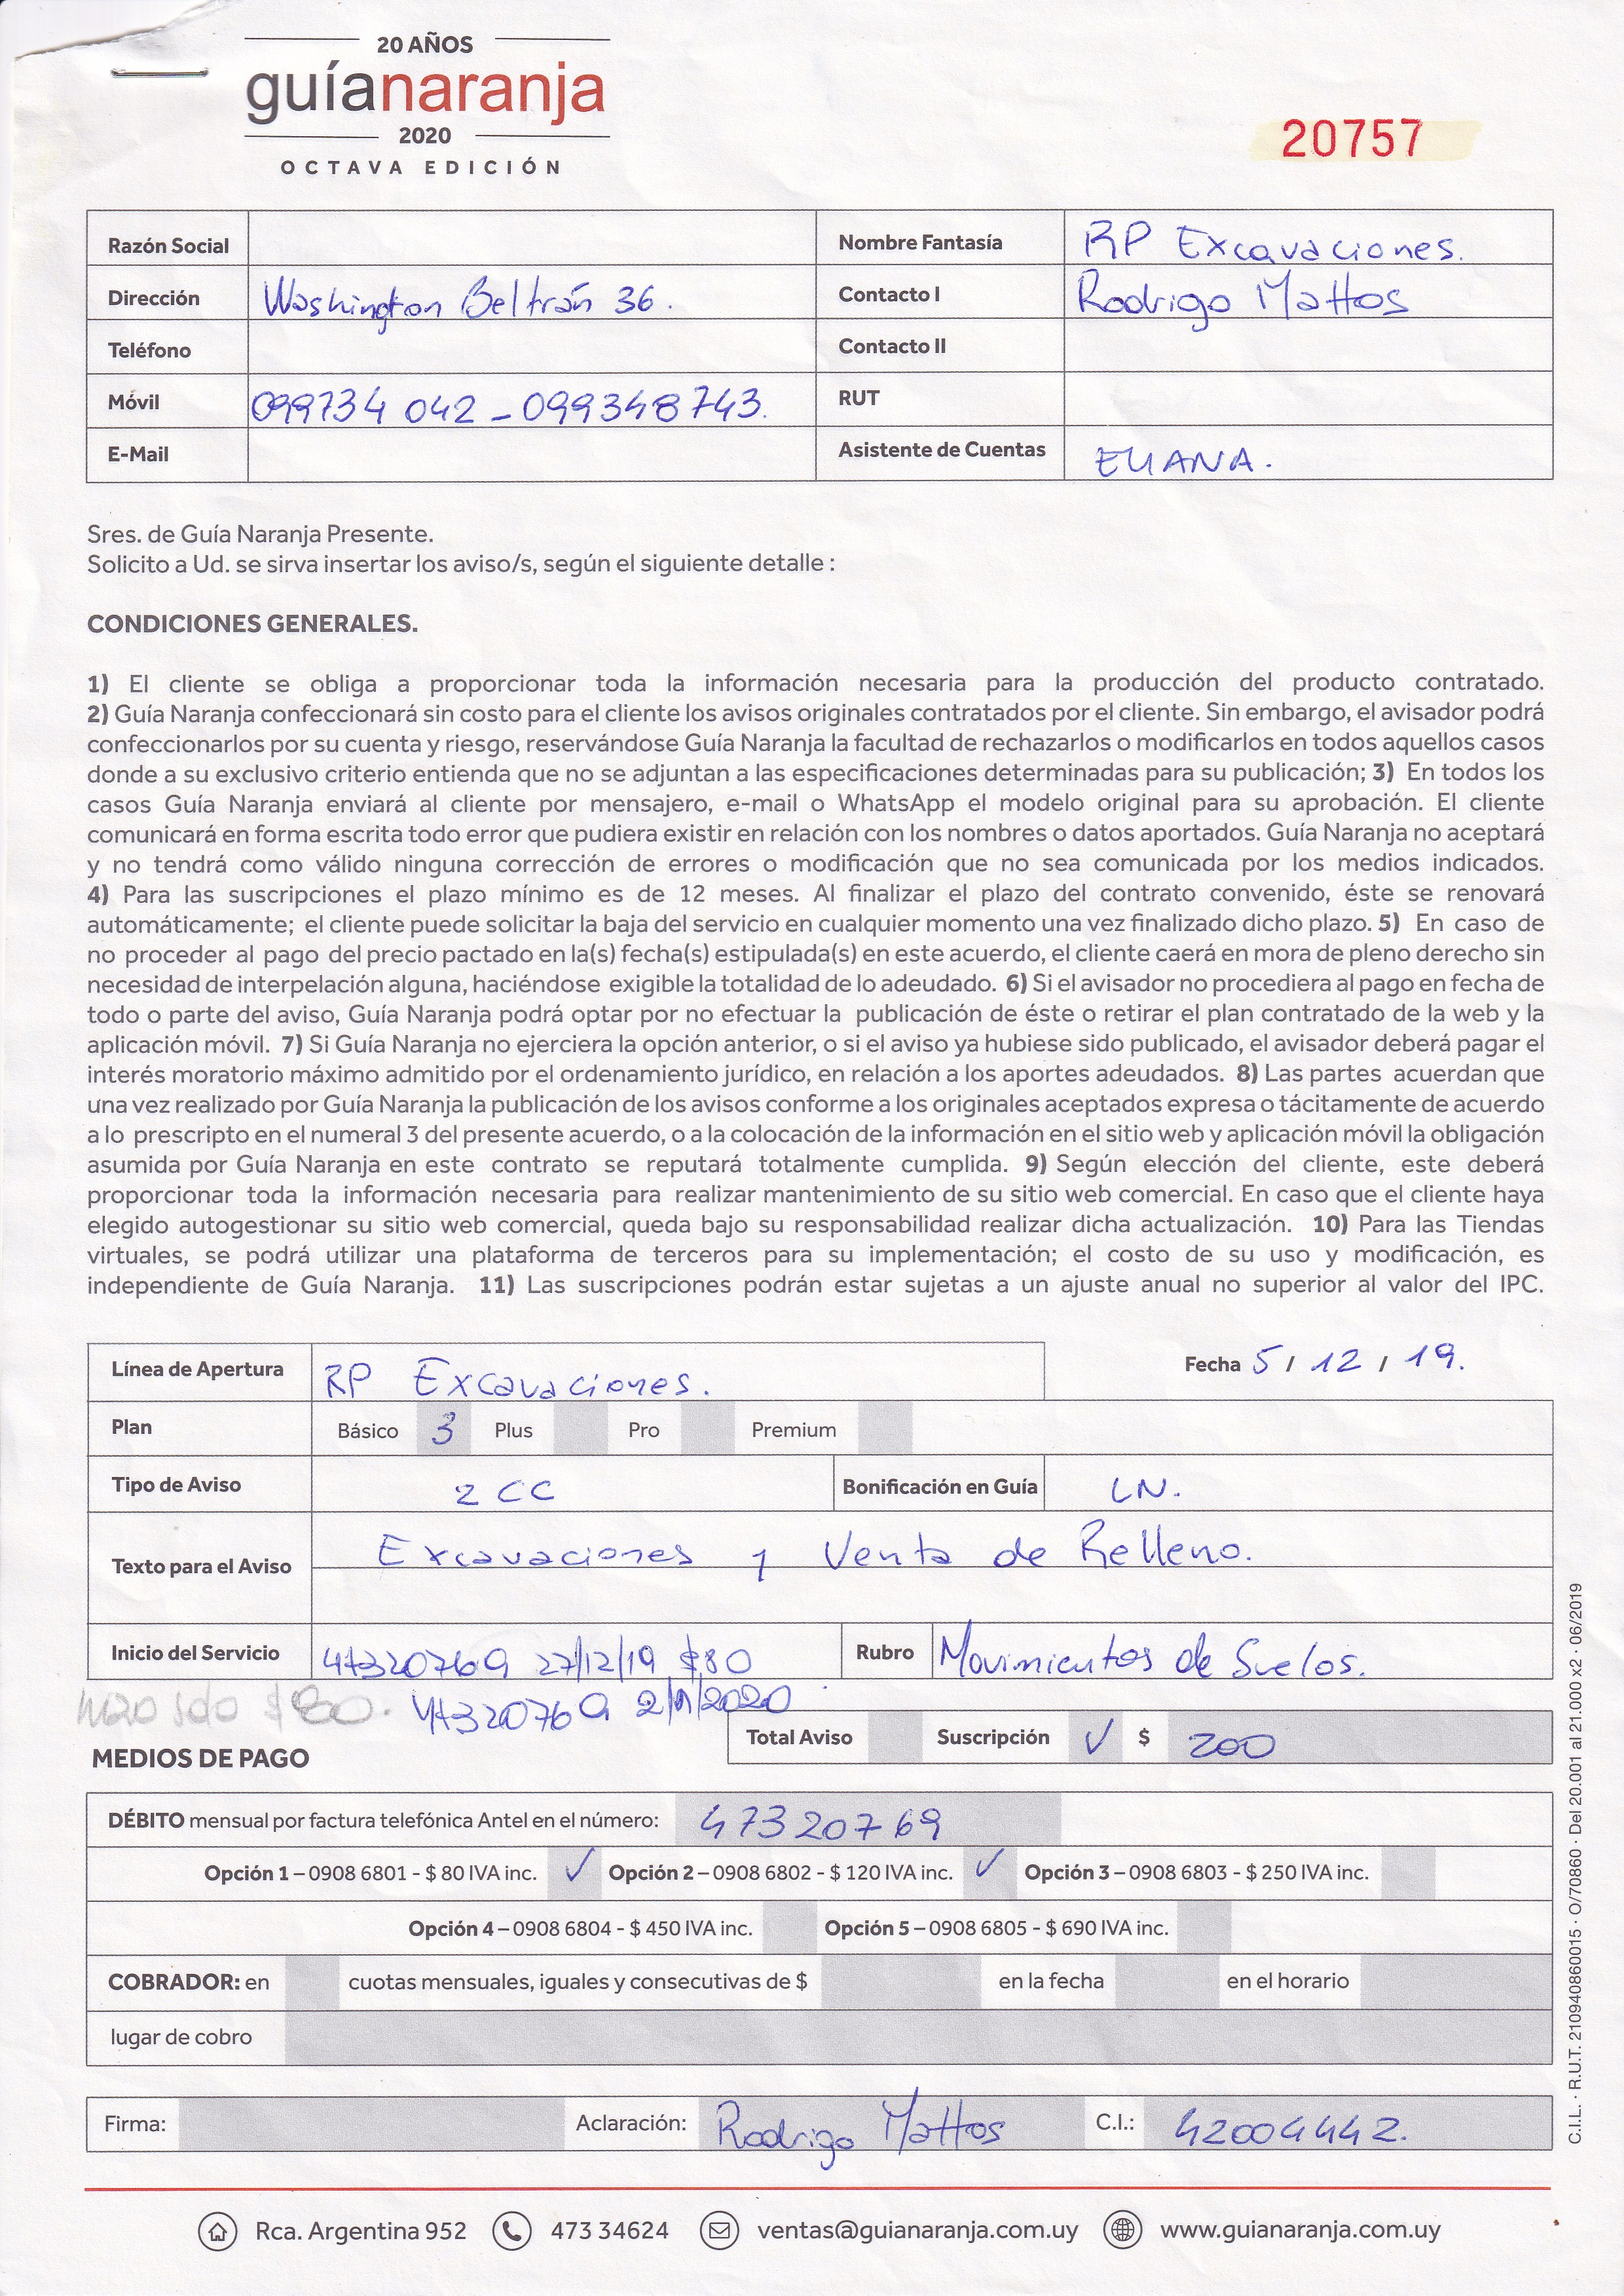 20 AÑOS
guíanaranja
2020
OCTAVA EDICIÓN
20757
Razón Social
Nombre Fantasía RP Excavaciones.
Dirección Washington Beltrán 36.
Contacto I Rodrigo Mattos
Teléfono
Contacto II
Móvil 099734 042 - 099348743.
RUT
E-Mail
Asistente de Cuentas ELIANA.
Sres. de Guía Naranja Presente.
Solicito a Ud. se sirva insertar los aviso/s, según el siguiente detalle :
CONDICIONES GENERALES.
1) El cliente se obliga a proporcionar toda la información necesaria para la producción del producto contratado.
2) Guía Naranja confeccionará sin costo para el cliente los avisos originales contratados por el cliente. Sin embargo, el avisador podrá
confeccionarlos por su cuenta y riesgo, reservándose Guía Naranja la facultad de rechazarlos o modificarlos en todos aquellos casos
donde a su exclusivo criterio entienda que no se adjuntan a las especificaciones determinadas para su publicación; 3) En todos los
casos Guía Naranja enviará al cliente por mensajero, e-mail o WhatsApp el modelo original para su aprobación. El cliente
comunicará en forma escrita todo error que pudiera existir en relación con los nombres o datos aportados. Guía Naranja no aceptará
y no tendrá como válido ninguna corrección de errores o modificación que no sea comunicada por los medios indicados.
4) Para las suscripciones el plazo mínimo es de 12 meses. Al finalizar el plazo del contrato convenido, éste se renovará
automáticamente; el cliente puede solicitar la baja del servicio en cualquier momento una vez finalizado dicho plazo. 5) En caso de
no proceder al pago del precio pactado en la(s) fecha(s) estipulada(s) en este acuerdo, el cliente caerá en mora de pleno derecho sin
necesidad de interpelación alguna, haciéndose exigible la totalidad de lo adeudado. 6) Si el avisador no procediera al pago en fecha de
todo o parte del aviso, Guía Naranja podrá optar por no efectuar la publicación de éste o retirar el plan contratado de la web y la
aplicación móvil. 7) Si Guía Naranja no ejerciera la opción anterior, o si el aviso ya hubiese sido publicado, el avisador deberá pagar el
interés moratorio máximo admitido por el ordenamiento jurídico, en relación a los aportes adeudados. 8) Las partes acuerdan que
una vez realizado por Guía Naranja la publicación de los avisos conforme a los originales aceptados expresa o tácitamente de acuerdo
a lo prescripto en el numeral 3 del presente acuerdo, o a la colocación de la información en el sitio web y aplicación móvil la obligación
asumida por Guía Naranja en este contrato se reputará totalmente cumplida. 9) Según elección del cliente, este deberá
proporcionar toda la información necesaria para realizar mantenimiento de su sitio web comercial. En caso que el cliente haya
elegido autogestionar su sitio web comercial, queda bajo su responsabilidad realizar dicha actualización. 10) Para las Tiendas
virtuales, se podrá utilizar una plataforma de terceros para su implementación; el costo de su uso y modificación, es
independiente de Guía Naranja. 11) Las suscripciones podrán estar sujetas a un ajuste anual no superior al valor del IPC.
Línea de Apertura RP Excavaciones.
Fecha 5 / 12 / 19.
Plan Básico 3 Plus Pro Premium
Tipo de Aviso 2 CC Bonificación en Guía LN.
Texto para el Aviso Excavaciones y Venta de Relleno.
Inicio del Servicio 47320769 27/12/19 $80 Rubro Movimientos de Suelos.
$80. 47320769 2/1/2020
Total Aviso Suscripción ✓ $ 200
MEDIOS DE PAGO
DÉBITO mensual por factura telefónica Antel en el número: 47320769
Opción 1 – 0908 6801 - $ 80 IVA inc. ✓ Opción 2 – 0908 6802 - $ 120 IVA inc. ✓ Opción 3 – 0908 6803 - $ 250 IVA inc.
Opción 4 – 0908 6804 - $ 450 IVA inc. Opción 5 – 0908 6805 - $ 690 IVA inc.
COBRADOR: en cuotas mensuales, iguales y consecutivas de $ en la fecha en el horario
lugar de cobro
Firma: Aclaración: Rodrigo Mattos C.I.: 42004442.
Rca. Argentina 952 473 34624 ventas@guianaranja.com.uy www.guianaranja.com.uy
C.I.L. · R.U.T. 210940860015 · O/70860 · Del 20.001 al 21.000 x2 · 06/2019